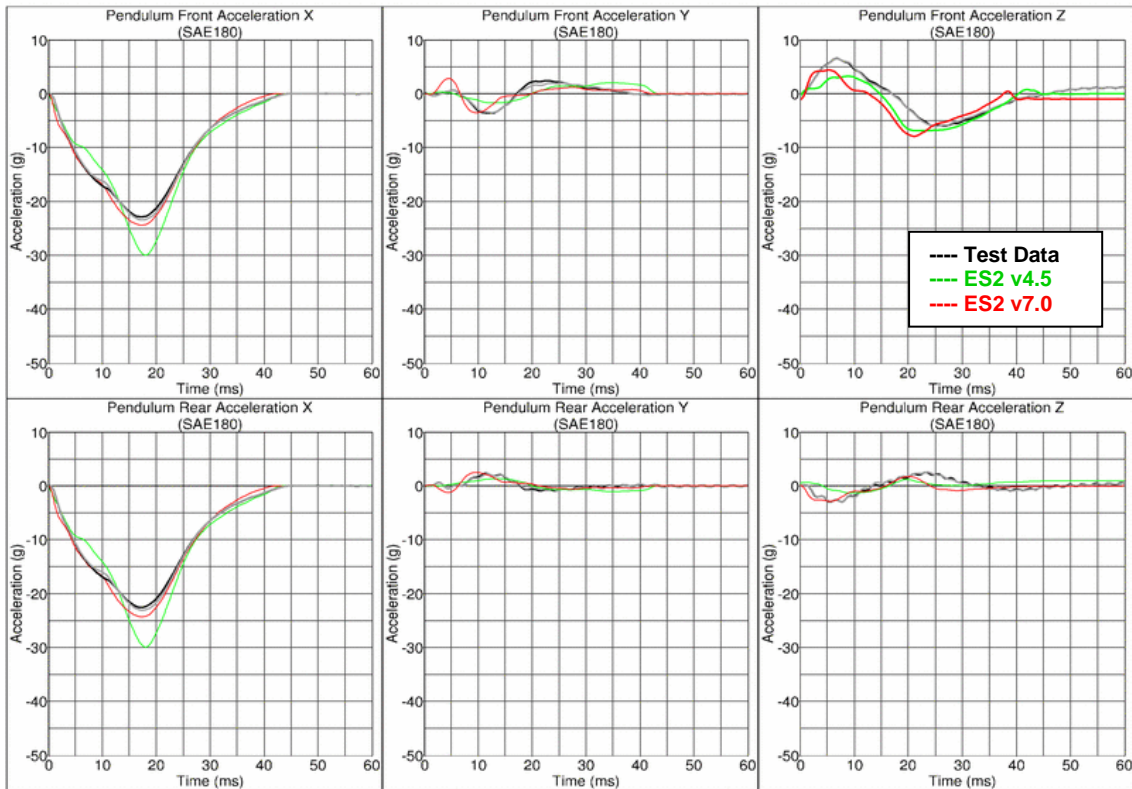 Pendulum Front Acceleration X
(SAE180)
10
0
-10
-20
-30
-40
-50
Acceleration (g)
0 10 20 30 40 50 60
Time (ms)
Pendulum Front Acceleration Y
(SAE180)
10
0
-10
-20
-30
-40
-50
Acceleration (g)
0 10 20 30 40 50 60
Time (ms)
Pendulum Front Acceleration Z
(SAE180)
10
0
-10
-20
-30
-40
-50
Acceleration (g)
---- Test Data
---- ES2 v4.5
---- ES2 v7.0
0 10 20 30 40 50 60
Time (ms)
Pendulum Rear Acceleration X
(SAE180)
10
0
-10
-20
-30
-40
-50
Acceleration (g)
0 10 20 30 40 50 60
Time (ms)
Pendulum Rear Acceleration Y
(SAE180)
10
0
-10
-20
-30
-40
-50
Acceleration (g)
0 10 20 30 40 50 60
Time (ms)
Pendulum Rear Acceleration Z
(SAE180)
10
0
-10
-20
-30
-40
-50
Acceleration (g)
0 10 20 30 40 50 60
Time (ms)